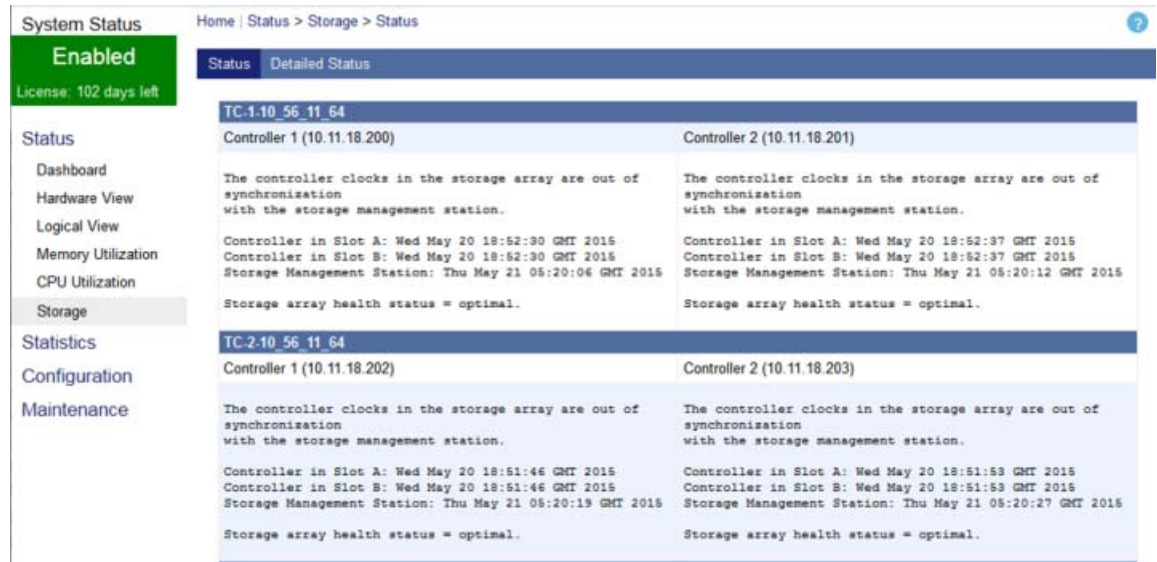 System Status
Enabled
License: 102 days left
Status
Dashboard
Hardware View
Logical View
Memory Utilization
CPU Utilization
Storage
Statistics
Configuration
Maintenance
Home | Status > Storage > Status
?
Status Detailed Status
TC-1-10_56_11_64
Controller 1 (10.11.18.200)
The controller clocks in the storage array are out of
synchronization
with the storage management station.
Controller in Slot A: Wed May 20 18:52:30 GMT 2015
Controller in Slot B: Wed May 20 18:52:30 GMT 2015
Storage Management Station: Thu May 21 05:20:06 GMT 2015
Storage array health status = optimal.
Controller 2 (10.11.18.201)
The controller clocks in the storage array are out of
synchronization
with the storage management station.
Controller in Slot A: Wed May 20 18:52:37 GMT 2015
Controller in Slot B: Wed May 20 18:52:37 GMT 2015
Storage Management Station: Thu May 21 05:20:12 GMT 2015
Storage array health status = optimal.
TC-2-10_56_11_64
Controller 1 (10.11.18.202)
The controller clocks in the storage array are out of
synchronization
with the storage management station.
Controller in Slot A: Wed May 20 18:51:46 GMT 2015
Controller in Slot B: Wed May 20 18:51:46 GMT 2015
Storage Management Station: Thu May 21 05:20:19 GMT 2015
Storage array health status = optimal.
Controller 2 (10.11.18.203)
The controller clocks in the storage array are out of
synchronization
with the storage management station.
Controller in Slot A: Wed May 20 18:51:53 GMT 2015
Controller in Slot B: Wed May 20 18:51:53 GMT 2015
Storage Management Station: Thu May 21 05:20:27 GMT 2015
Storage array health status = optimal.